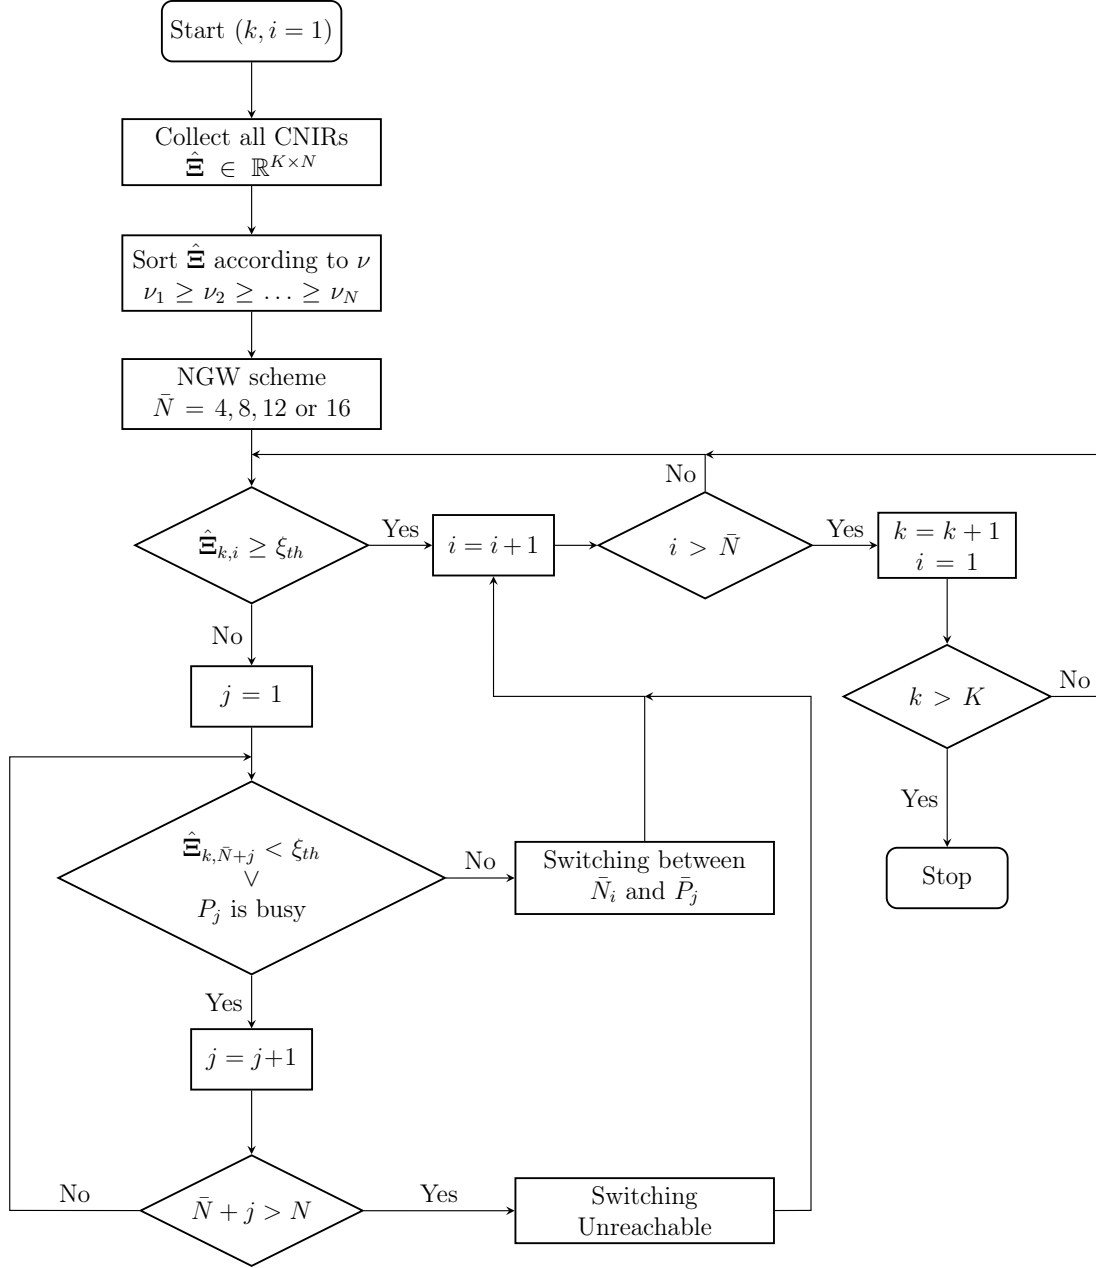 Start (k, i = 1)
Collect all CNIRs
Ξ̂ ∈ ℝ^{K×N}
Sort Ξ̂ according to ν
ν₁ ≥ ν₂ ≥ … ≥ ν_N
NGW scheme
N̄ = 4, 8, 12 or 16
Ξ̂_{k,i} ≥ ξ_{th}
Yes
i = i + 1
i > N̄
No
Yes
k = k + 1
i = 1
k > K
No
Yes
Stop
No
j = 1
Ξ̂_{k,N̄+j} < ξ_{th}
∨
P_j is busy
No
Switching between
N̄_i and P̄_j
Yes
j = j+1
N̄ + j > N
No
Yes
Switching
Unreachable